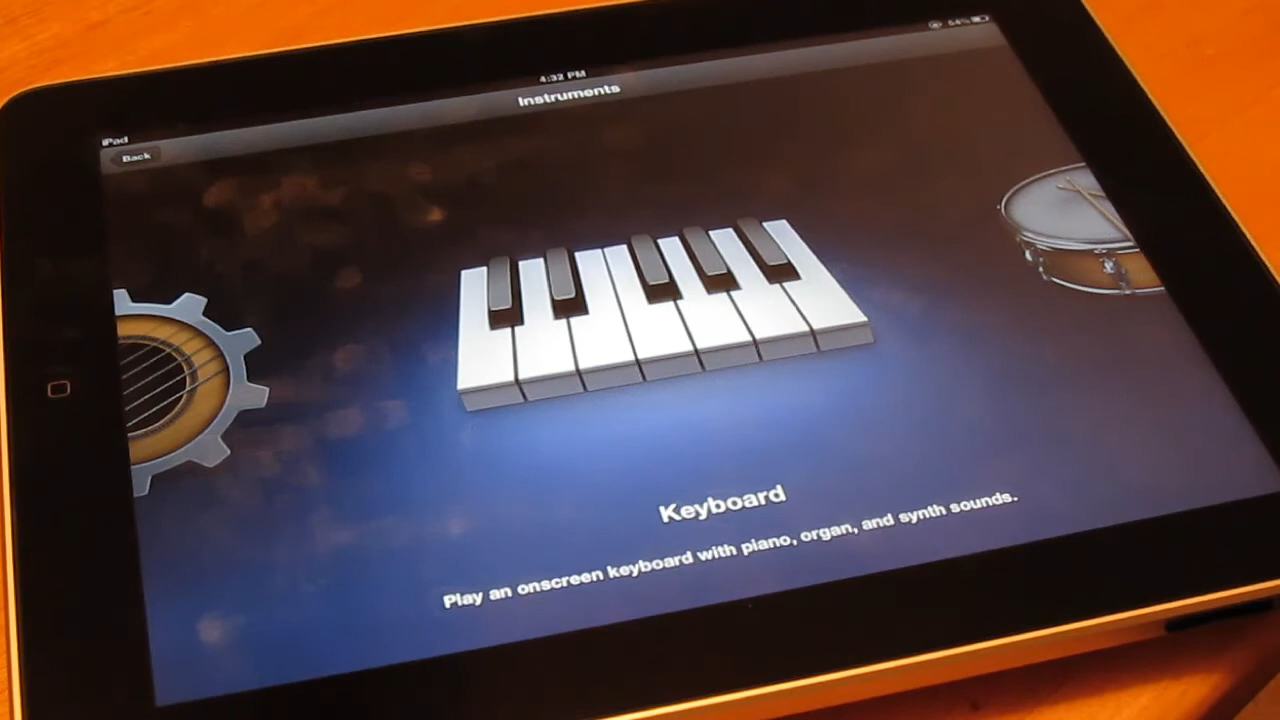 iPad
4:32 PM
54%
Back
Instruments
Keyboard
Play an onscreen keyboard with piano, organ, and synth sounds.